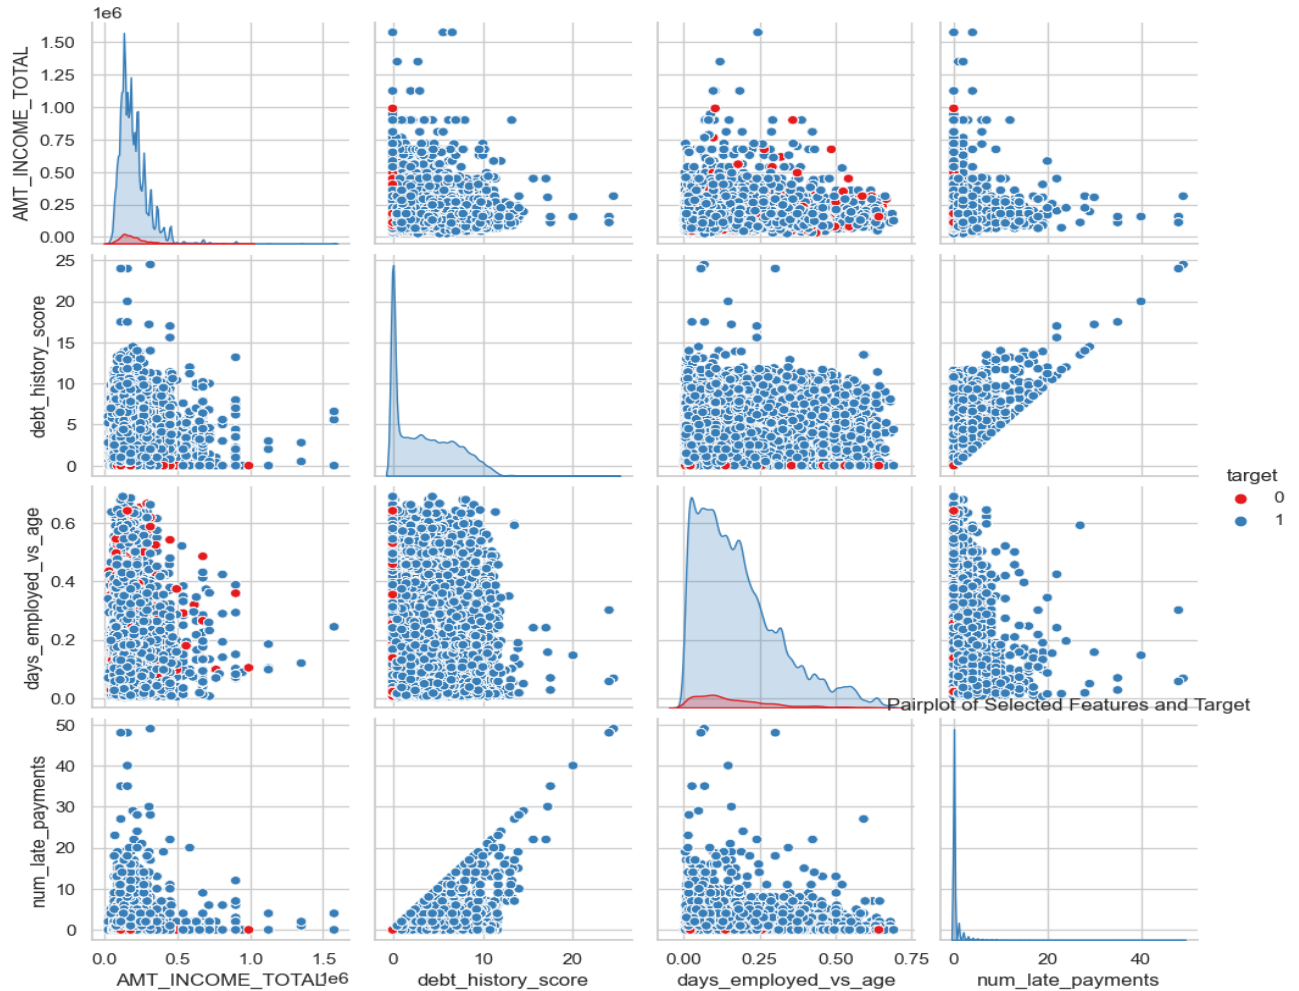 1e6
AMT_INCOME_TOTAL
1.50
1.25
1.00
0.75
0.50
0.25
0.00
debt_history_score
25
20
15
10
5
0
target
0
1
days_employed_vs_age
0.6
0.4
0.2
0.0
Pairplot of Selected Features and Target
num_late_payments
50
40
30
20
10
0
0.0 0.5 1.0 1.5
0 10 20
0.00 0.25 0.50 0.75
0 20 40
AMT_INCOME_TOTAL 1e6
debt_history_score
days_employed_vs_age
num_late_payments